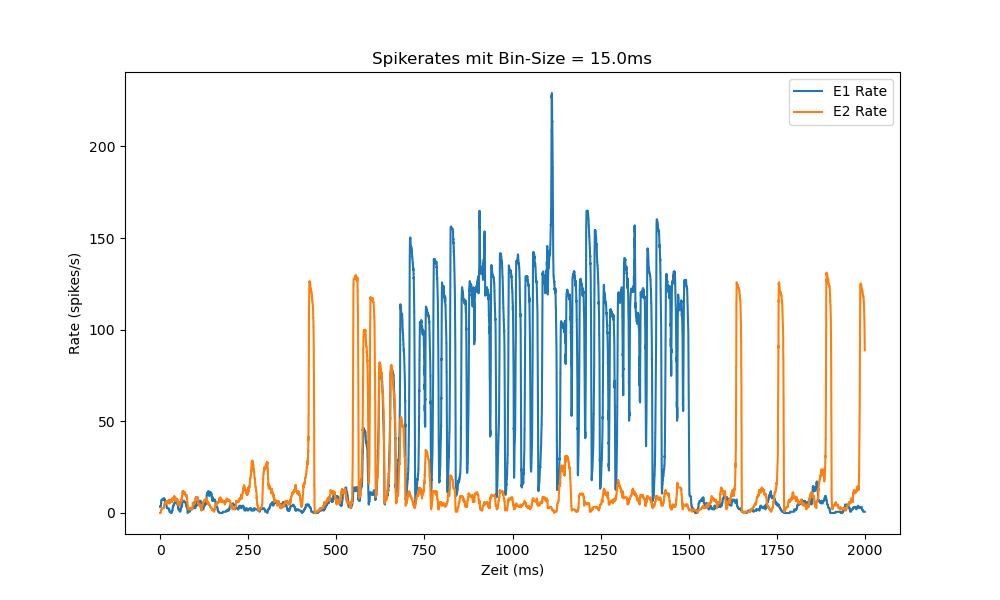 Spikerates mit Bin-Size = 15.0ms
E1 Rate
E2 Rate
200
150
100
50
0
Rate (spikes/s)
0 250 500 750 1000 1250 1500 1750 2000
Zeit (ms)